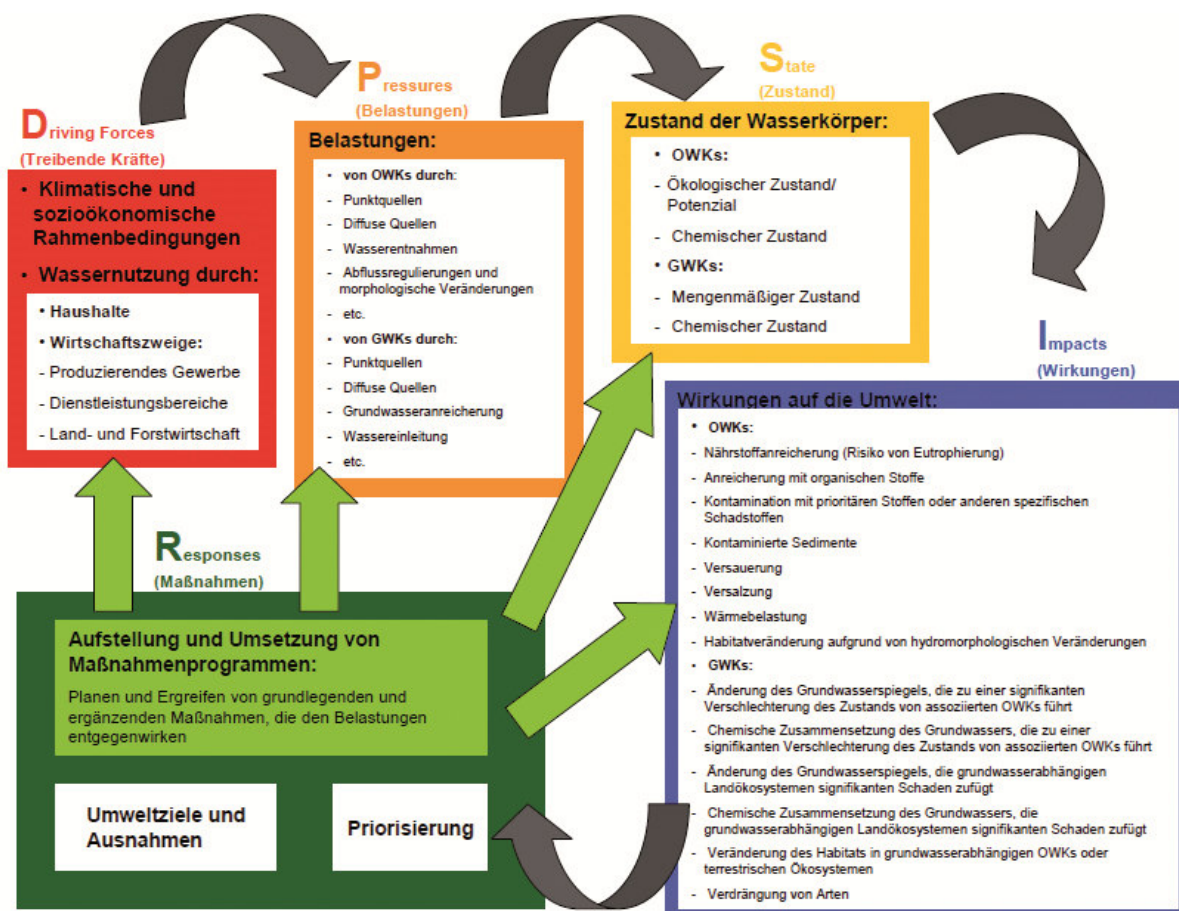 Driving Forces
(Treibende Kräfte)
• Klimatische und
sozioökonomische
Rahmenbedingungen
• Wassernutzung durch:
• Haushalte
• Wirtschaftszweige:
- Produzierendes Gewerbe
- Dienstleistungsbereiche
- Land- und Forstwirtschaft
Pressures
(Belastungen)
Belastungen:
• von OWKs durch:
- Punktquellen
- Diffuse Quellen
- Wasserentnahmen
- Abflussregulierungen und
morphologische Veränderungen
- etc.
• von GWKs durch:
- Punktquellen
- Diffuse Quellen
- Grundwasseranreicherung
- Wassereinleitung
- etc.
State
(Zustand)
Zustand der Wasserkörper:
• OWKs:
- Ökologischer Zustand/
Potenzial
- Chemischer Zustand
• GWKs:
- Mengenmäßiger Zustand
- Chemischer Zustand
Impacts
(Wirkungen)
Wirkungen auf die Umwelt:
• OWKs:
- Nährstoffanreicherung (Risiko von Eutrophierung)
- Anreicherung mit organischen Stoffe
- Kontamination mit prioritären Stoffen oder anderen spezifischen
Schadstoffen
- Kontaminierte Sedimente
- Versauerung
- Versalzung
- Wärmebelastung
- Habitatveränderung aufgrund von hydromorphologischen Veränderungen
• GWKs:
- Änderung des Grundwasserspiegels, die zu einer signifikanten
Verschlechterung des Zustands von assoziierten OWKs führt
- Chemische Zusammensetzung des Grundwassers, die zu einer
signifikanten Verschlechterung des Zustands von assoziierten OWKs führt
- Änderung des Grundwasserspiegels, die grundwasserabhängigen
Landökosystemen signifikanten Schaden zufügt
- Chemische Zusammensetzung des Grundwassers, die
grundwasserabhängigen Landökosystemen signifikanten Schaden zufügt
- Veränderung des Habitats in grundwasserabhängigen OWKs oder
terrestrischen Ökosystemen
- Verdrängung von Arten
Responses
(Maßnahmen)
Aufstellung und Umsetzung von
Maßnahmenprogrammen:
Planen und Ergreifen von grundlegenden und
ergänzenden Maßnahmen, die den Belastungen
entgegenwirken
Umweltziele und
Ausnahmen
Priorisierung